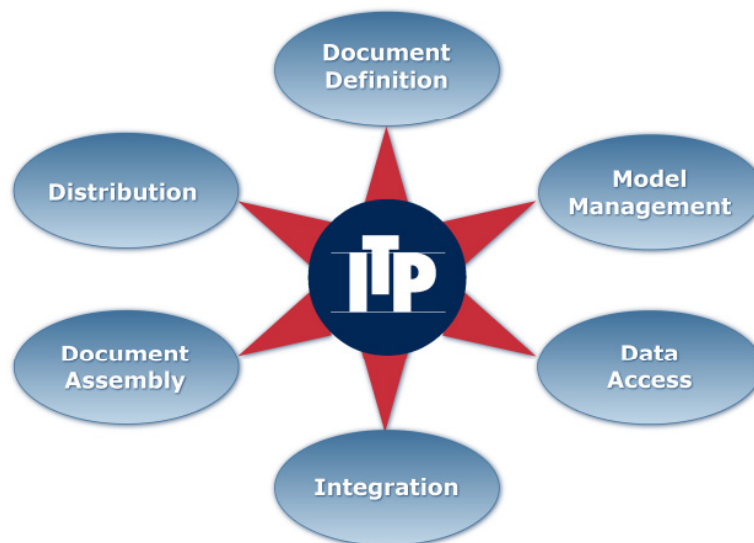 Document
Definition
Distribution
Model
Management
ITP
Document
Assembly
Data
Access
Integration